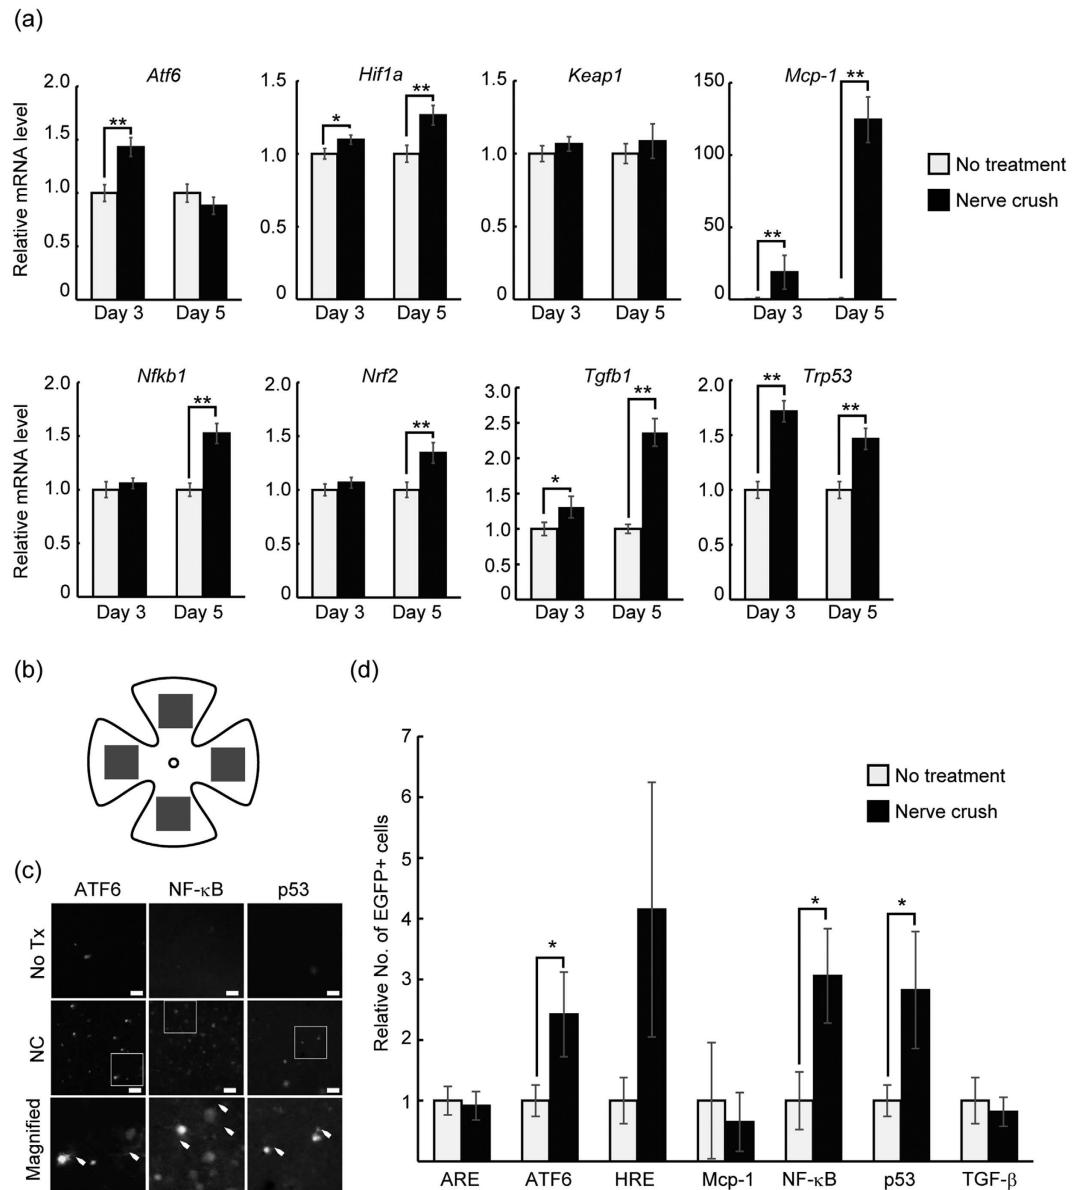 (a)
Atf6
Hif1a
Keap1
Mcp-1
Relative mRNA level
2.0
1.5
1.0
0.5
0
**
Day 3
Day 5
1.5
1.0
0.5
0
*
**
Day 3
Day 5
1.5
1.0
0.5
0
Day 3
Day 5
150
100
50
0
**
**
Day 3
Day 5
No treatment
Nerve crush
Nfkb1
Nrf2
Tgfb1
Trp53
Relative mRNA level
2.0
1.5
1.0
0.5
0
**
Day 3
Day 5
2.0
1.5
1.0
0.5
0
**
Day 3
Day 5
3.0
2.5
2.0
1.5
1.0
0.5
0
*
**
Day 3
Day 5
2.0
1.5
1.0
0.5
0
**
**
Day 3
Day 5
(b)
(c)
ATF6
NF-κB
p53
No Tx
NC
Magnified
(d)
Relative No. of EGFP+ cells
7
6
5
4
3
2
1
No treatment
Nerve crush
*
*
*
ARE
ATF6
HRE
Mcp-1
NF-κB
p53
TGF-β